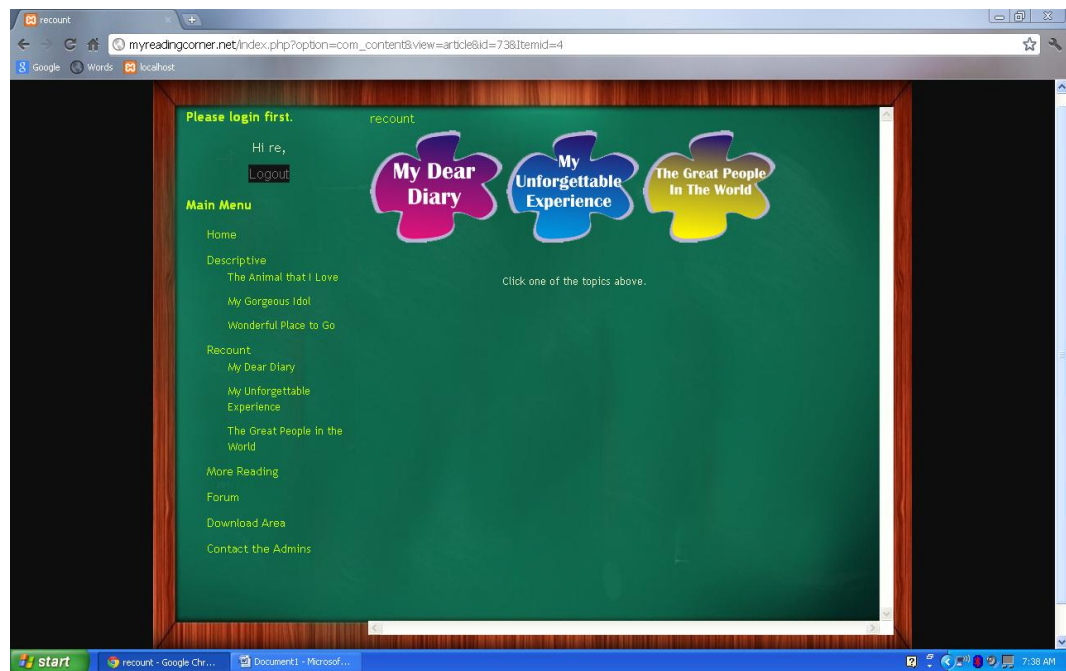 recount
myreadingcorner.net/index.php?option=com_content&view=article&id=73&Itemid=4
Google Words localhost
Please login first.
Hi re,
Logout
Main Menu
Home
Descriptive
The Animal that I Love
My Gorgeous Idol
Wonderful Place to Go
Recount
My Dear Diary
My Unforgettable
Experience
The Great People in the
World
More Reading
Forum
Download Area
Contact the Admins
recount
My Dear
Diary
My
Unforgettable
Experience
The Great People
In The World
Click one of the topics above.
start
recount - Google Chr...
Document1 - Microsof...
7:38 AM